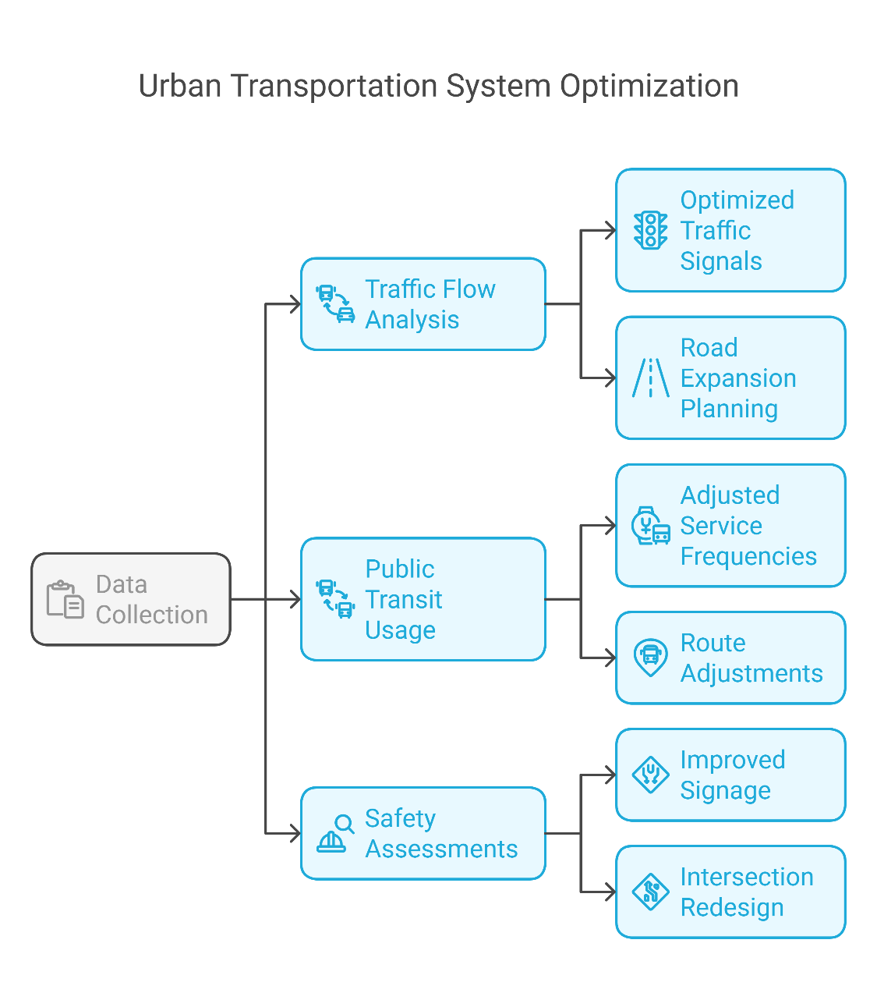 Urban Transportation System Optimization
Optimized
Traffic
Signals
Traffic Flow
Analysis
Road
Expansion
Planning
Adjusted
Service
Frequencies
Data
Collection
Public
Transit
Usage
Route
Adjustments
Improved
Signage
Safety
Assessments
Intersection
Redesign